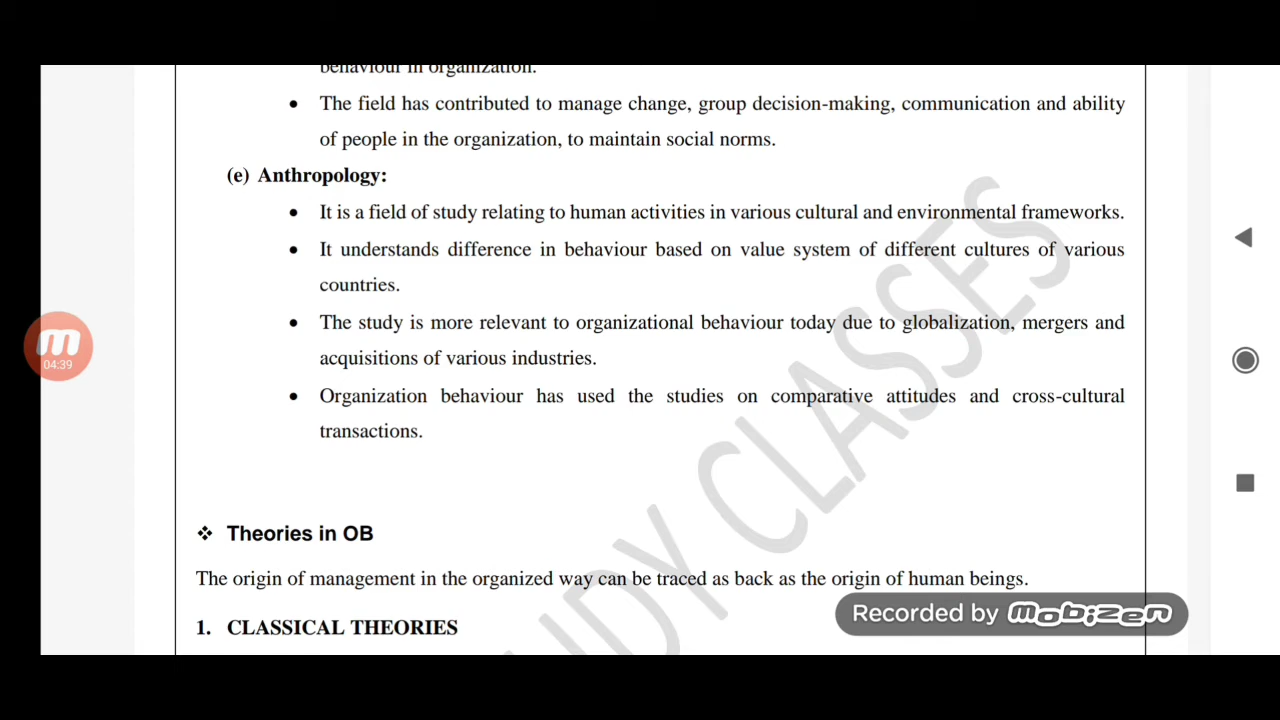 behaviour in organization.
• The field has contributed to manage change, group decision-making, communication and ability
of people in the organization, to maintain social norms.
(e) Anthropology:
• It is a field of study relating to human activities in various cultural and environmental frameworks.
• It understands difference in behaviour based on value system of different cultures of various
countries.
• The study is more relevant to organizational behaviour today due to globalization, mergers and
acquisitions of various industries.
• Organization behaviour has used the studies on comparative attitudes and cross-cultural
transactions.
❖ Theories in OB
The origin of management in the organized way can be traced as back as the origin of human beings.
1. CLASSICAL THEORIES
UDY CLASSES
m
04:39
Recorded by mobizen